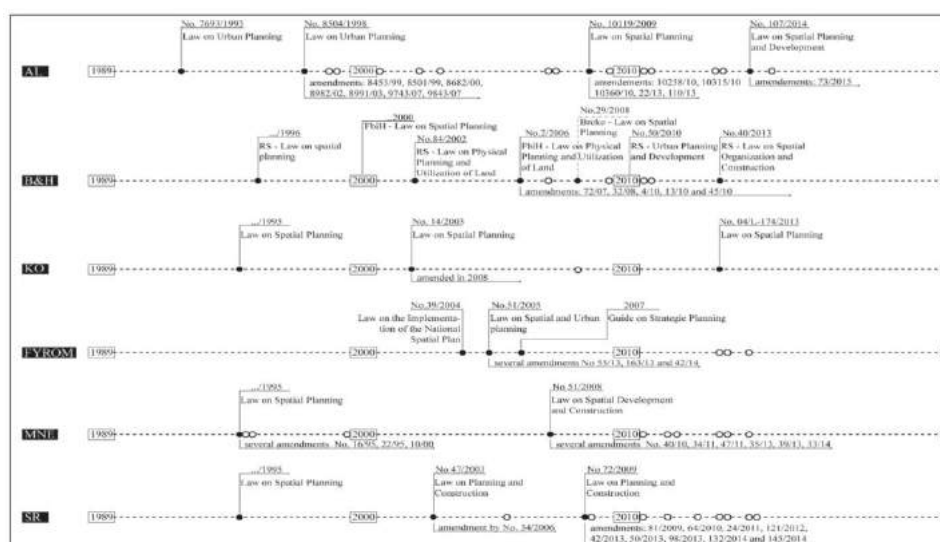 No. 7693/1993
Law on Urban Planning
No. 8504/1998
Law on Urban Planning
No. 10119/2009
Law on Spatial Planning
No. 107/2014
Law on Spatial Planning
and Development
AL
1989
2000
2010
amendments: 8453/99, 8501/99, 8682/00,
8982/02, 8991/03, 9743/07, 9843/07
amendements: 10258/10, 10315/10
10360/10, 22/13, 110/13
amendements: 73/2015
.../1996
RS - Law on spatial
planning
...2000
FbiH - Law on Spatial Planning
No.84/2002
RS - Law on Physical
Planning and
Utilization of Land
No.2/2006
FbiH - Law on Physical
Planning and Utilization
of Land
No.29/2008
Brcko - Law on Spatial
Planning
No.50/2010
RS - Urban Planning
and Development
No.40/2013
RS - Law on Spatial
Organization and
Construction
B&H
1989
2000
2010
amendments: 72/07, 32/08, 4/10, 13/10 and 45/10
.../1995
Law on Spatial Planning
No. 14/2003
Law on Spatial Planning
No. 04/L-174/2013
Law on Spatial Planning
KO
1989
2000
2010
amended in 2008
No.39/2004
Law on the Implementa-
tion of the National
Spatial Plan
No.51/2005
Law on Spatial and Urban
planning
2007
Guide on Strategic Planning
FYROM
1989
2000
2010
several amendments No 55/13, 163/13 and 42/14
.../1995
Law on Spatial Planning
No 51/2008
Law on Spatial Development
and Construction
MNE
1989
2000
2010
several amendments No. 16/95, 22/95, 10/00
several amendments No. 40/10, 34/11, 47/11, 35/13, 39/13, 33/14
.../1995
Law on Spatial Planning
No 47/2003
Law on Planning and
Construction
No 72/2009
Law on Planning and
Construction
SR
1989
2000
2010
amendment by No. 34/2006
amendments: 81/2009, 64/2010, 24/2011, 121/2012,
42/2013, 50/2013, 98/2013, 132/2014 and 145/2014